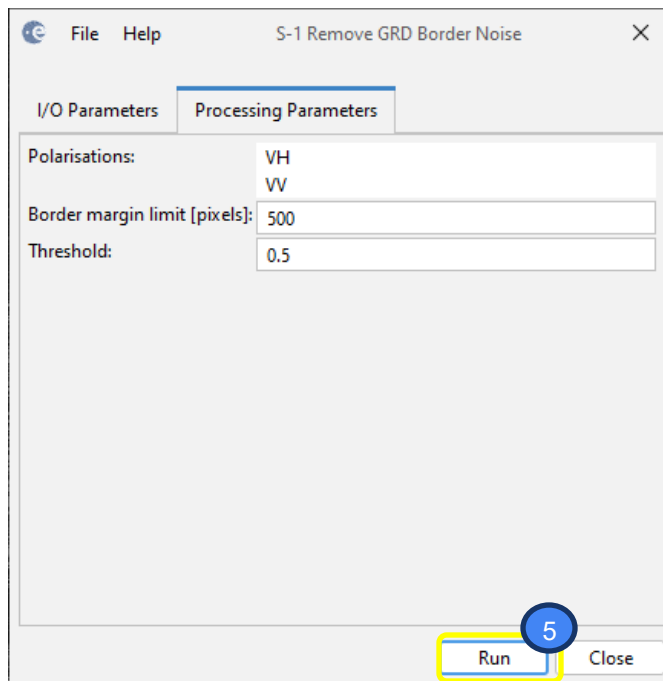 File Help S-1 Remove GRD Border Noise
I/O Parameters Processing Parameters
Polarisations: VH
VV
Border margin limit [pixels]: 500
Threshold: 0.5
5
Run Close